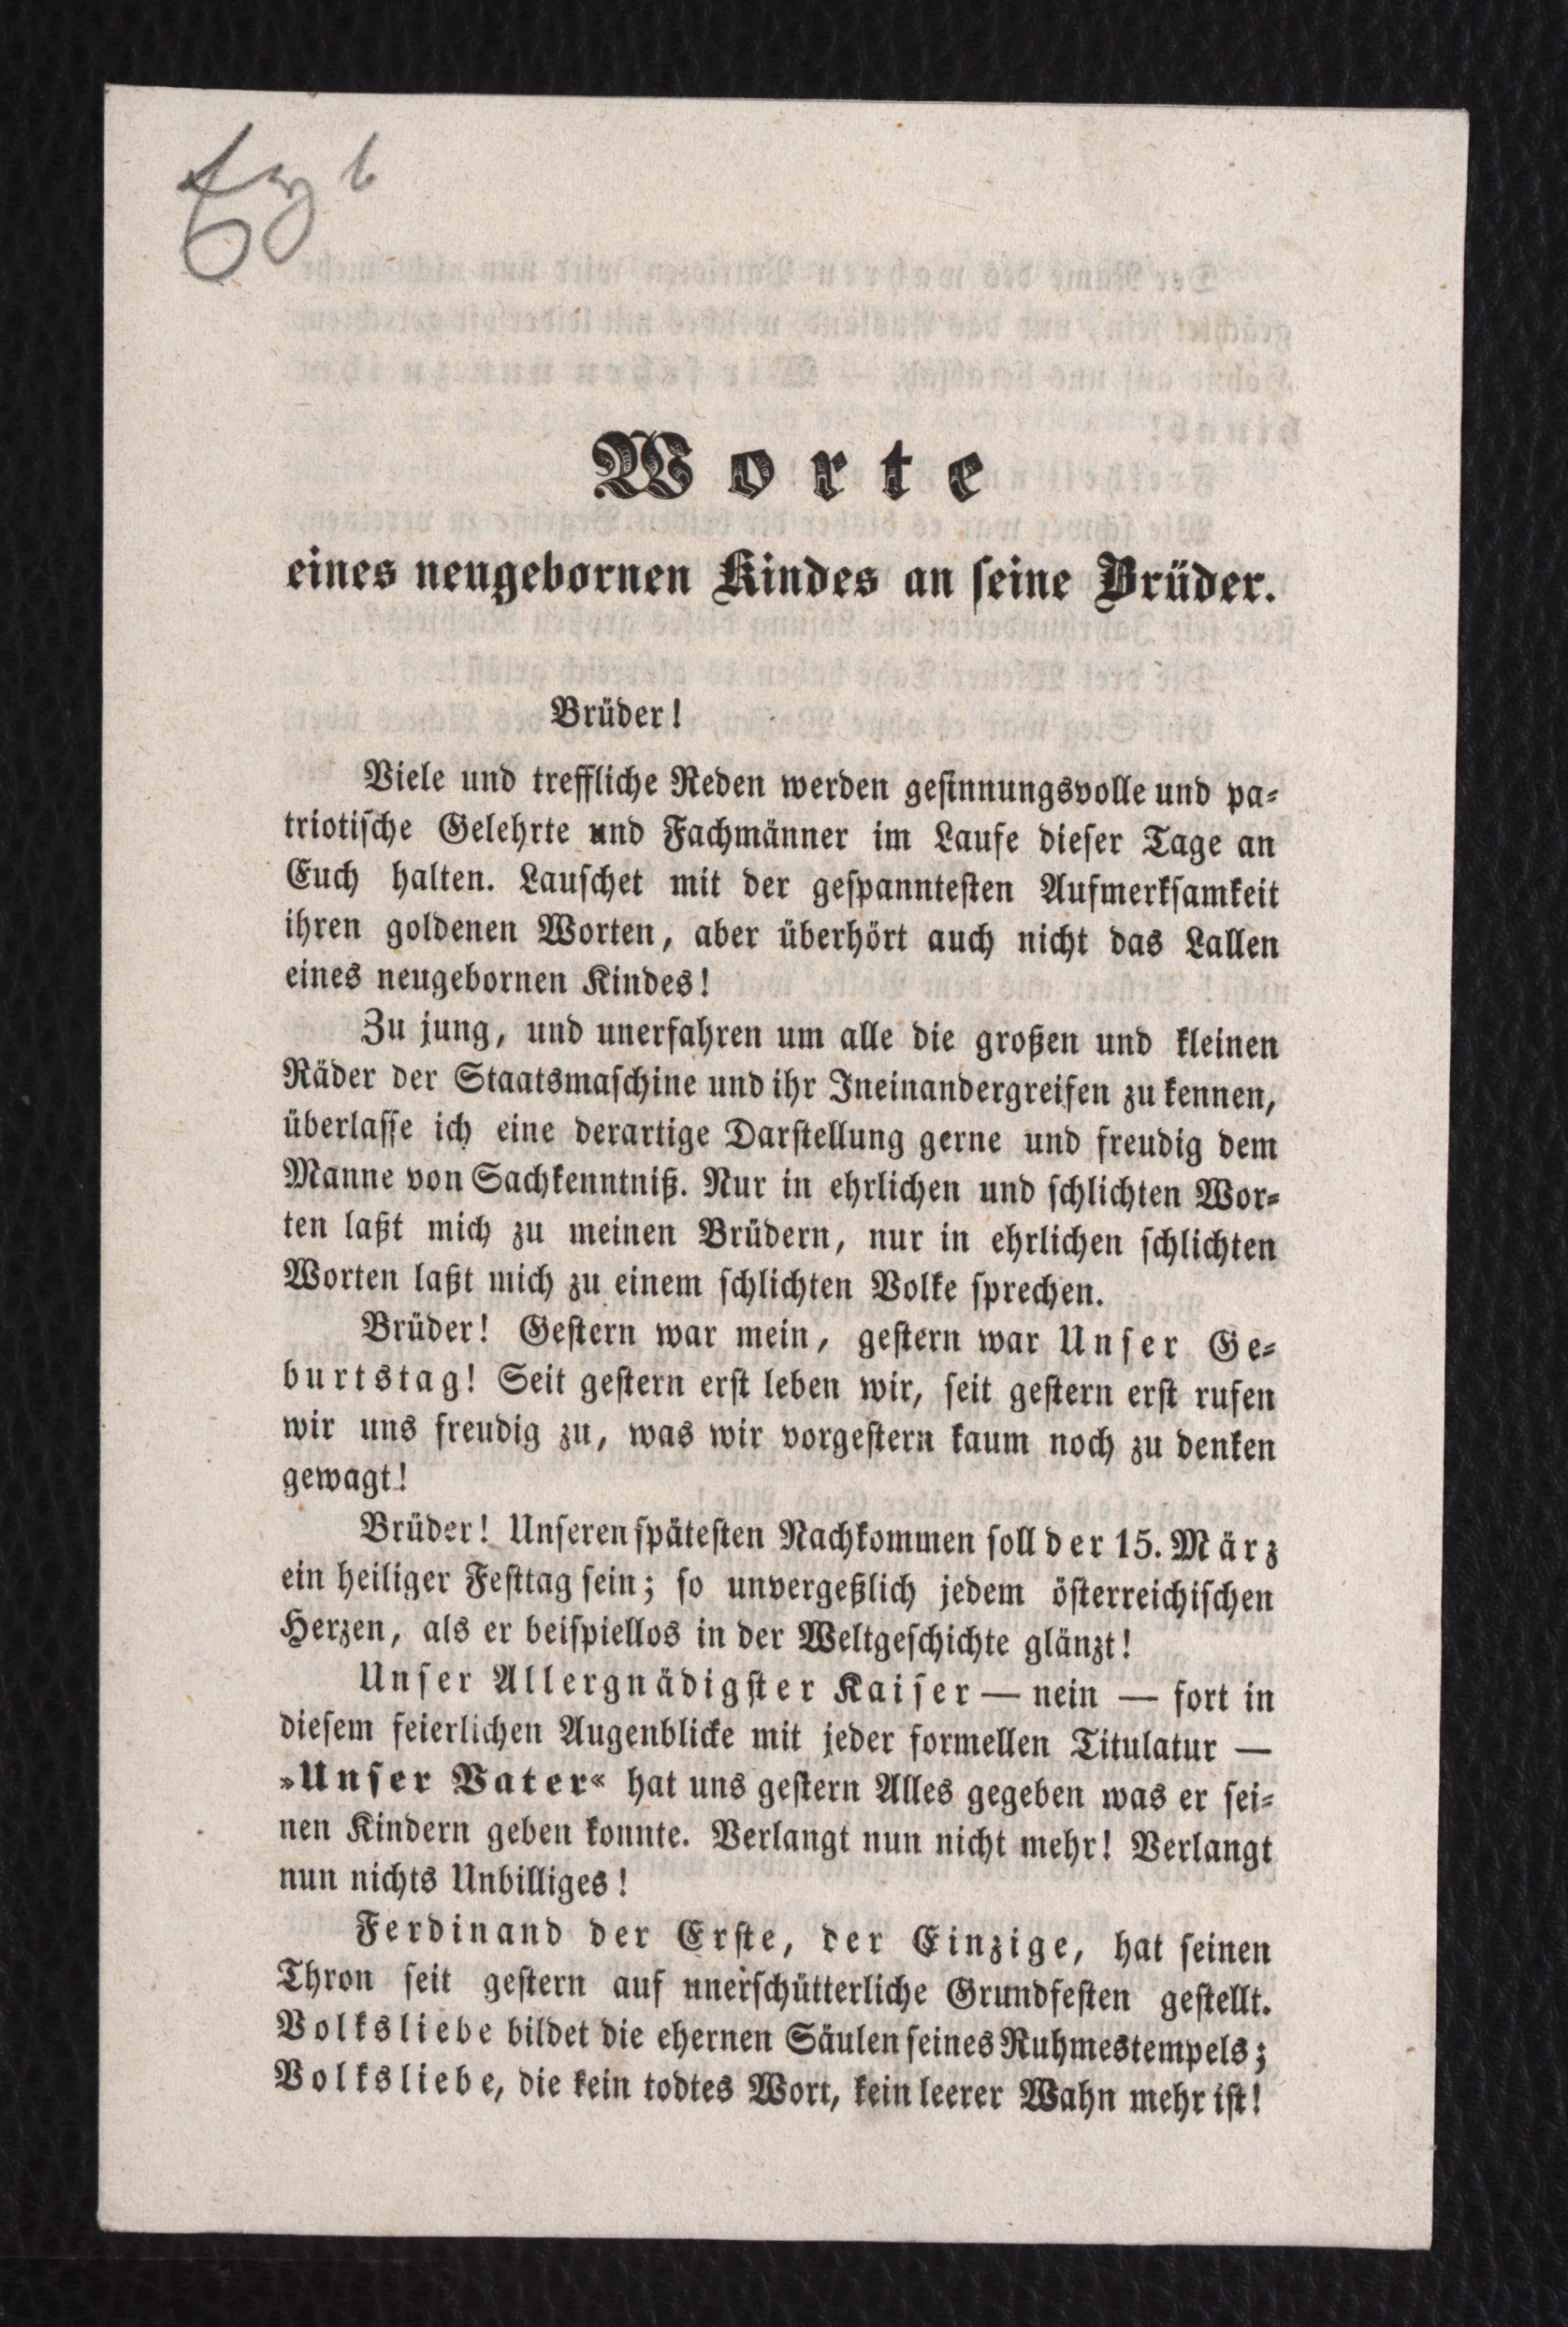 Worte
eines neugebornen Kindes an seine Brüder.
Brüder!
Viele und treffliche Reden werden gesinnungsvolle und pa-
triotische Gelehrte und Fachmänner im Laufe dieser Tage an
Euch halten. Lauschet mit der gespanntesten Aufmerksamkeit
ihren goldenen Worten, aber überhört auch nicht das Lallen
eines neugebornen Kindes!
Zu jung, und unerfahren um alle die großen und kleinen
Räder der Staatsmaschine und ihr Ineinandergreifen zu kennen,
überlasse ich eine derartige Darstellung gerne und freudig dem
Manne von Sachkenntniß. Nur in ehrlichen und schlichten Wor-
ten laßt mich zu meinen Brüdern, nur in ehrlichen schlichten
Worten laßt mich zu einem schlichten Volke sprechen.
Brüder! Gestern war mein, gestern war Unser Ge-
burtstag! Seit gestern erst leben wir, seit gestern erst rufen
wir uns freudig zu, was wir vorgestern kaum noch zu denken
gewagt!
Brüder! Unseren spätesten Nachkommen soll der 15. März
ein heiliger Festtag sein; so unvergeßlich jedem österreichischen
Herzen, als er beispiellos in der Weltgeschichte glänzt!
Unser Allergnädigster Kaiser — nein — fort in
diesem feierlichen Augenblicke mit jeder formellen Titulatur —
»Unser Vater« hat uns gestern Alles gegeben was er sei-
nen Kindern geben konnte. Verlangt nun nicht mehr! Verlangt
nun nichts Unbilliges!
Ferdinand der Erste, der Einzige, hat seinen
Thron seit gestern auf unerschütterliche Grundfesten gestellt.
Volksliebe bildet die ehernen Säulen seines Ruhmestempels;
Volksliebe, die kein todtes Wort, kein leerer Wahn mehr ist!